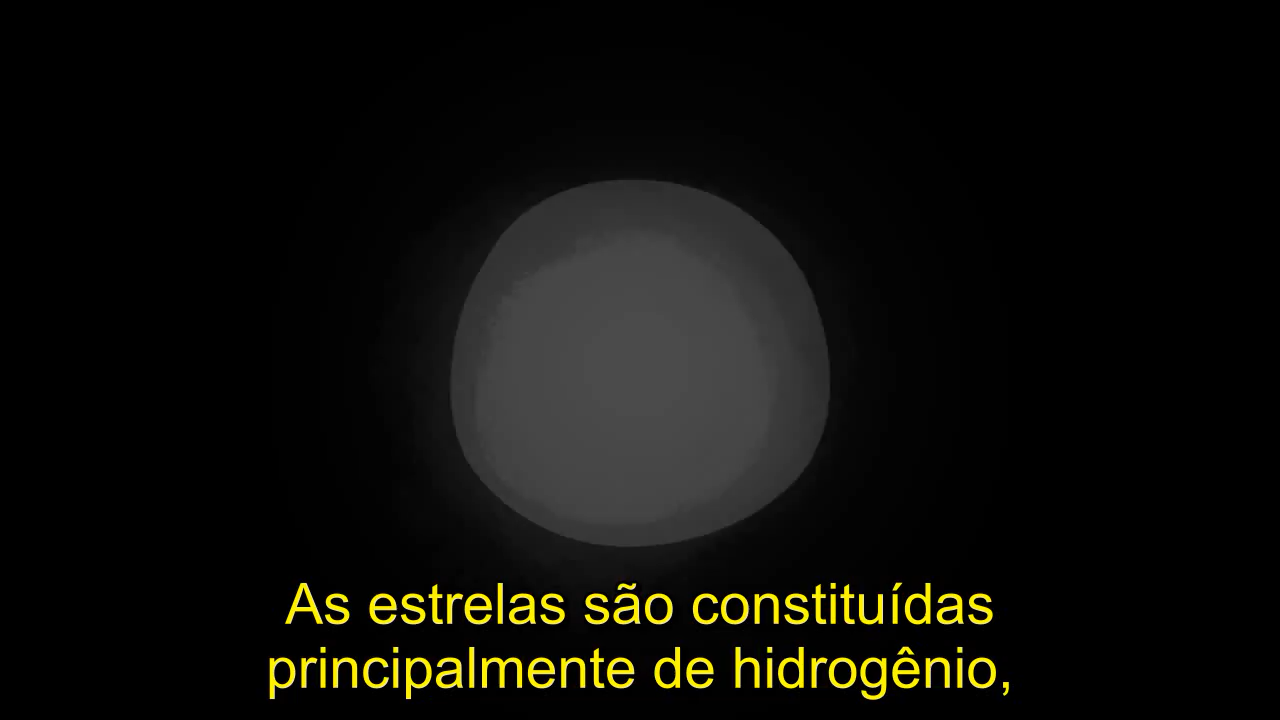 As estrelas são constituídas
principalmente de hidrogênio,